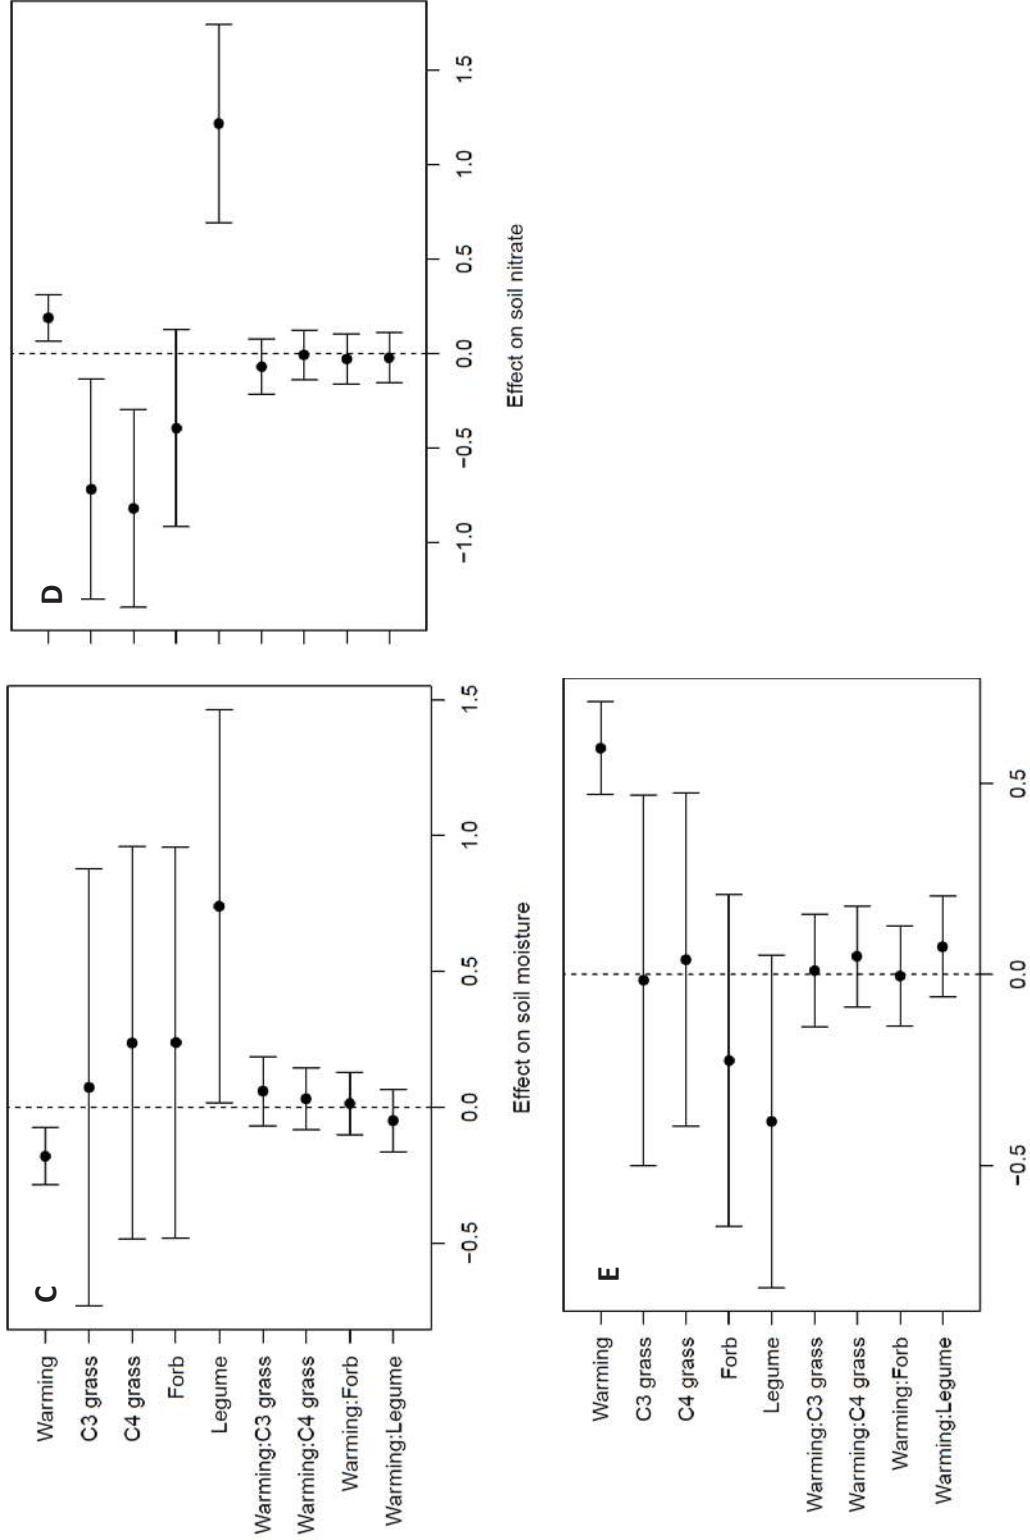 C
Warming
C3 grass
C4 grass
Forb
Legume
Warming:C3 grass
Warming:C4 grass
Warming:Forb
Warming:Legume
−0.5
0.0
0.5
1.0
1.5
Effect on soil moisture
D
−1.0
−0.5
0.0
0.5
1.0
1.5
Effect on soil nitrate
E
Warming
C3 grass
C4 grass
Forb
Legume
Warming:C3 grass
Warming:C4 grass
Warming:Forb
Warming:Legume
−0.5
0.0
0.5